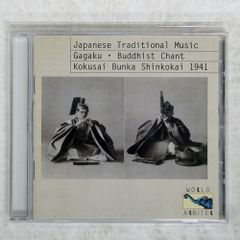 Japanese Traditional Music
Gagaku • Buddhist Chant
Kokusai Bunka Shinkokai 1941
WORLD
ARBITER